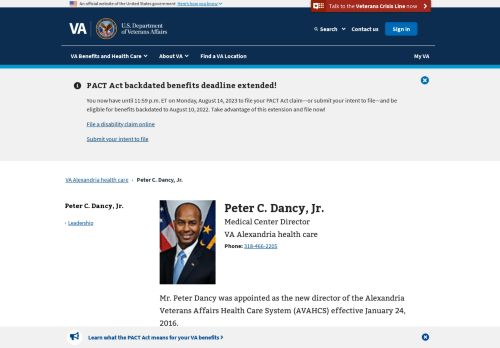 An official website of the United States government Here's how you know
Talk to the Veterans Crisis Line now
VA
U.S. Department
of Veterans Affairs
Search
Contact us
Sign in
VA Benefits and Health Care
About VA
Find a VA Location
My VA
PACT Act backdated benefits deadline extended!
You now have until 11:59 p.m. ET on Monday, August 14, 2023 to file your PACT Act claim—or submit your intent to file—and be
eligible for benefits backdated to August 10, 2022. Take advantage of this extension and file now!
File a disability claim online
Submit your intent to file
VA Alexandria health care › Peter C. Dancy, Jr.
Peter C. Dancy, Jr.
› Leadership
Peter C. Dancy, Jr.
Medical Center Director
VA Alexandria health care
Phone: 318-466-2205
Mr. Peter Dancy was appointed as the new director of the Alexandria
Veterans Affairs Health Care System (AVAHCS) effective January 24,
2016.
Learn what the PACT Act means for your VA benefits